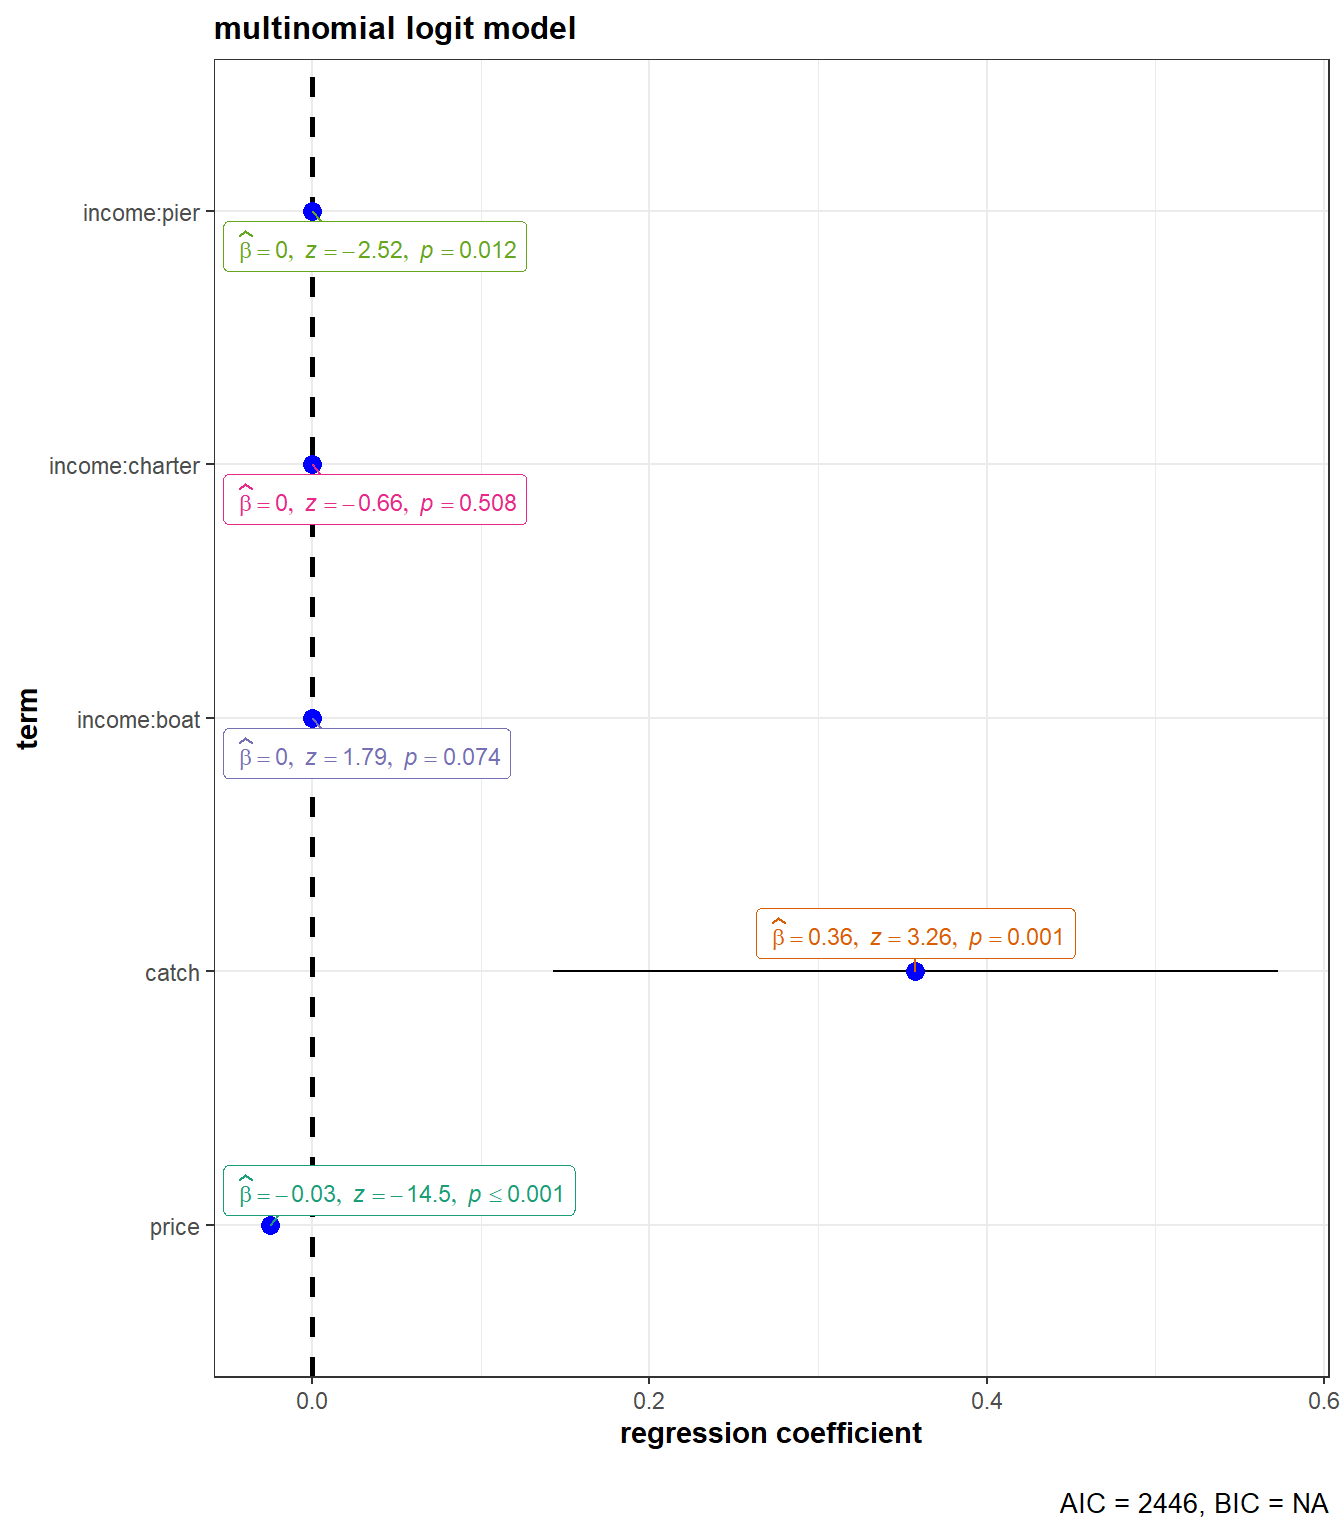 multinomial logit model
term
income:pier
β̂ = 0, z = −2.52, p = 0.012
income:charter
β̂ = 0, z = −0.66, p = 0.508
income:boat
β̂ = 0, z = 1.79, p = 0.074
catch
β̂ = 0.36, z = 3.26, p = 0.001
price
β̂ = −0.03, z = −14.5, p ≤ 0.001
0.0 0.2 0.4 0.6
regression coefficient
AIC = 2446, BIC = NA